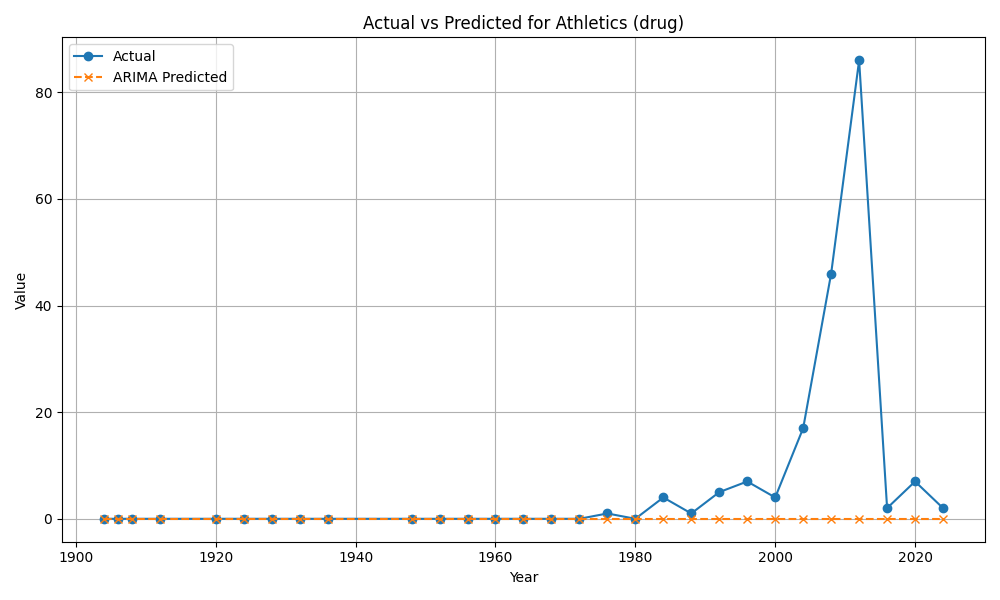 Actual vs Predicted for Athletics (drug)
Actual
ARIMA Predicted
80
60
40
20
0
Value
1900 1920 1940 1960 1980 2000 2020
Year